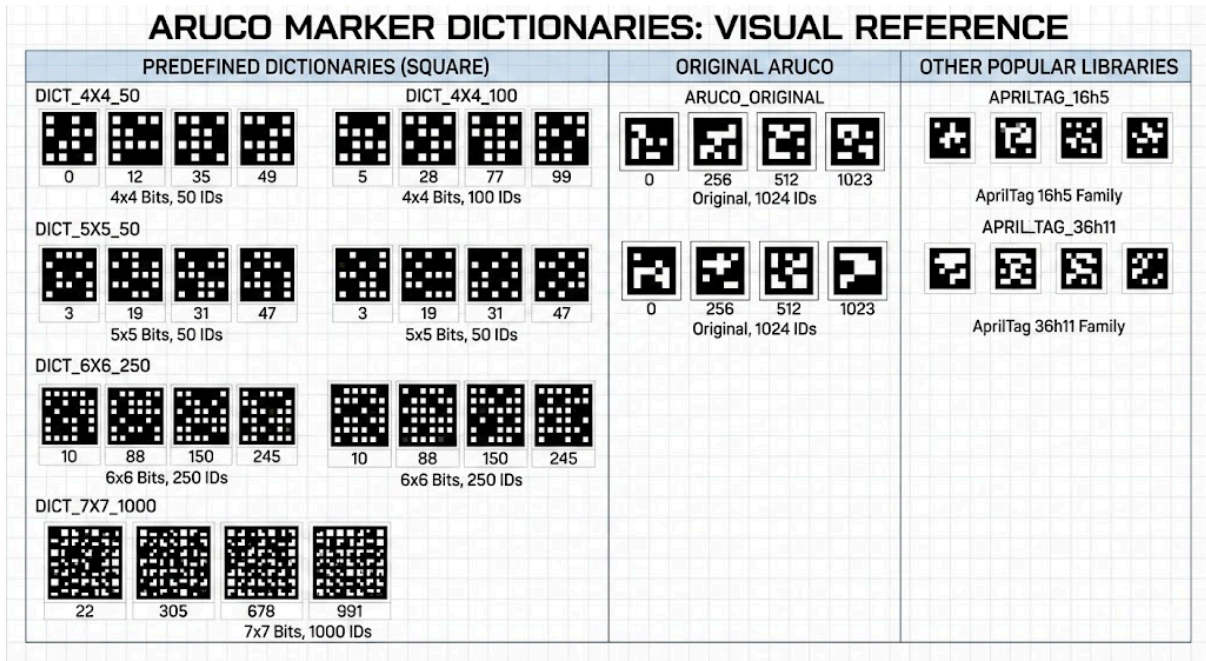 ARUCO MARKER DICTIONARIES: VISUAL REFERENCE
PREDEFINED DICTIONARIES (SQUARE)
DICT_4X4_50
0 12 35 49
4x4 Bits, 50 IDs
DICT_4X4_100
5 28 77 99
4x4 Bits, 100 IDs
DICT_5X5_50
3 19 31 47
5x5 Bits, 50 IDs
3 19 31 47
5x5 Bits, 50 IDs
DICT_6X6_250
10 88 150 245
6x6 Bits, 250 IDs
10 88 150 245
6x6 Bits, 250 IDs
DICT_7X7_1000
22 305 678 991
7x7 Bits, 1000 IDs
ORIGINAL ARUCO
ARUCO_ORIGINAL
0 256 512 1023
Original, 1024 IDs
0 256 512 1023
Original, 1024 IDs
OTHER POPULAR LIBRARIES
APRILTAG_16h5
AprilTag 16h5 Family
APRIL_TAG_36h11
AprilTag 36h11 Family